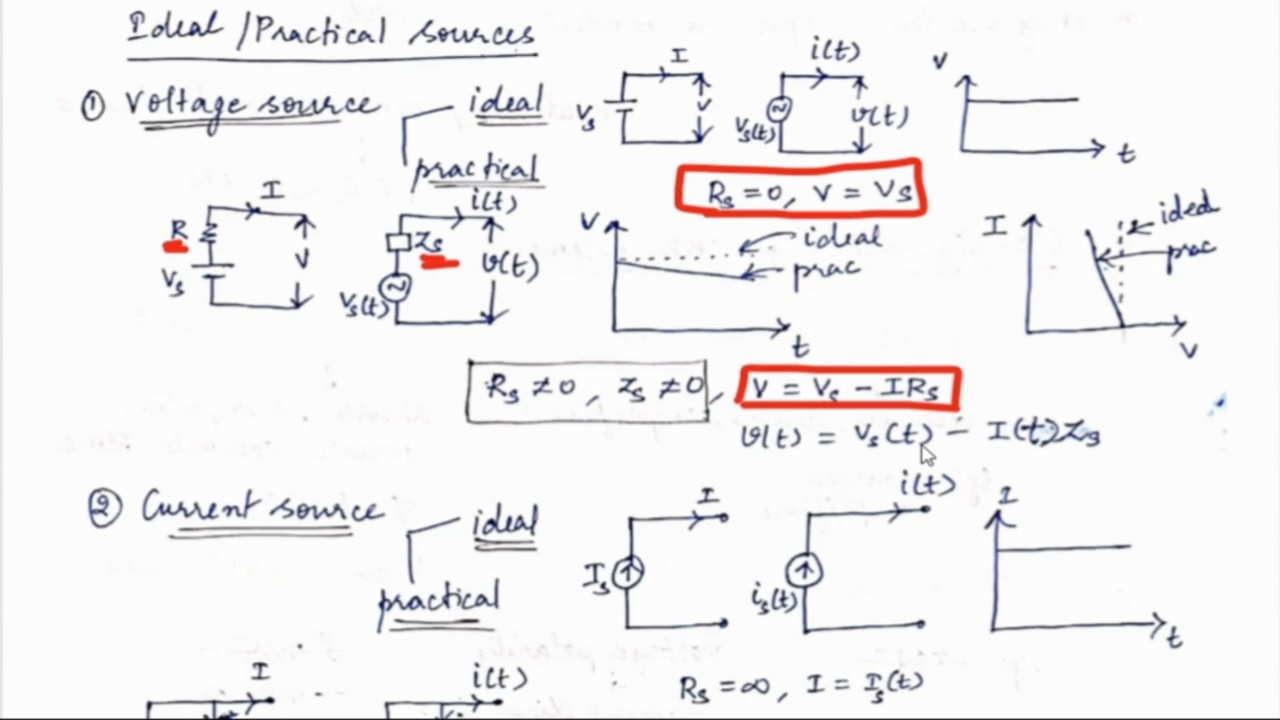 Ideal / Practical sources
① Voltage source
ideal
practical
I
Vs
V
i(t)
Vs(t)
v(t)
V
t
Rs = 0, V = Vs
R
I
Vs
V
i(t)
Zs
Vs(t)
v(t)
V
ideal
prac
t
I
ided
prac
V
Rs ≠ 0, Zs ≠ 0, V = Vs - IRs
v(t) = Vs(t) - I(t) Zs
② Current source
ideal
practical
I
Is
i(t)
is(t)
I
t
Rs = ∞, I = Is(t)
I
i(t)